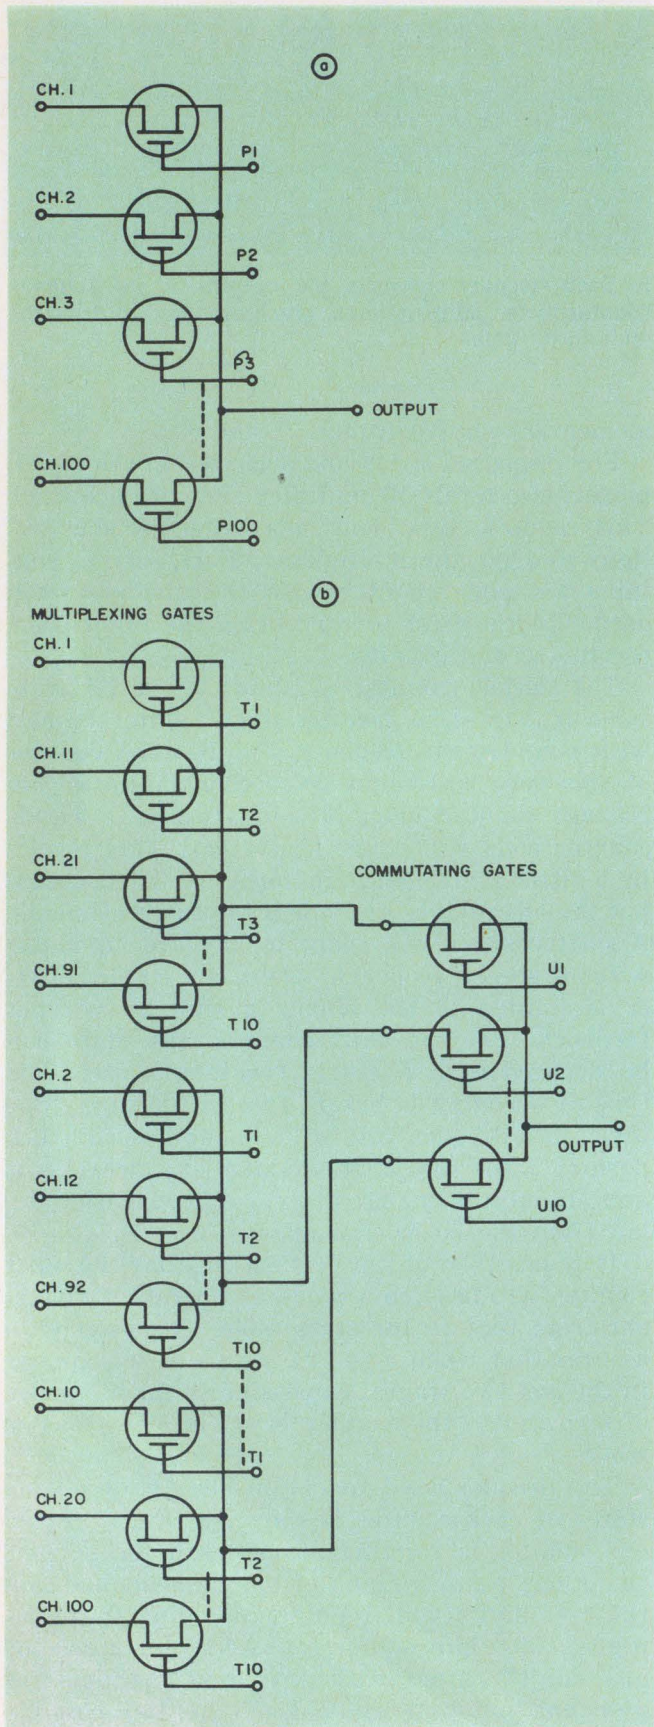 a
CH.1
P1
CH.2
P2
CH.3
P3
OUTPUT
CH.100
P100
b
MULTIPLEXING GATES
CH.1
T1
CH.11
T2
CH.21
COMMUTATING GATES
T3
CH.91
U1
T10
CH.2
U2
T1
OUTPUT
CH.12
U10
T2
CH.92
T10
CH.10
T1
CH.20
T2
CH.100
T10